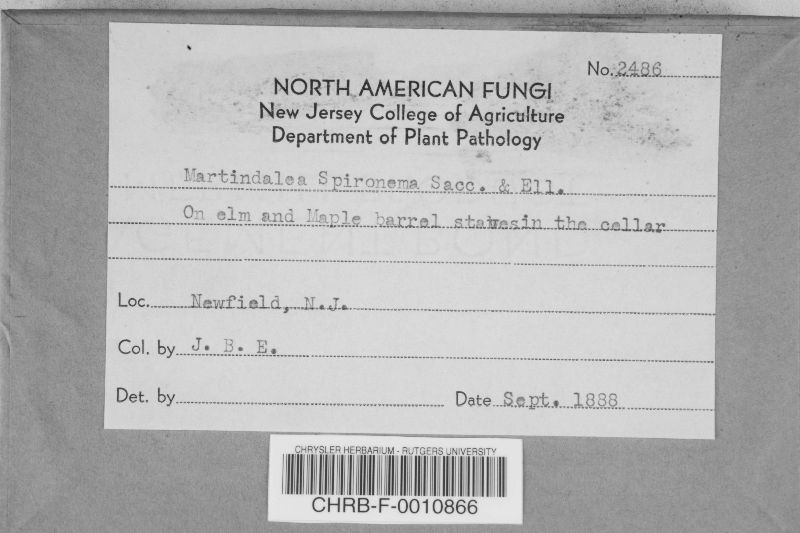 No. 2486
NORTH AMERICAN FUNGI
New Jersey College of Agriculture
Department of Plant Pathology
Martindalea Spironema Sacc. & Ell.
On elm and Maple barrel staves in the cellar
Loc. Newfield, N.J.
Col. by J. B. E.
Det. by
Date Sept. 1888
CHRYSLER HERBARIUM - RUTGERS UNIVERSITY
CHRB-F-0010866